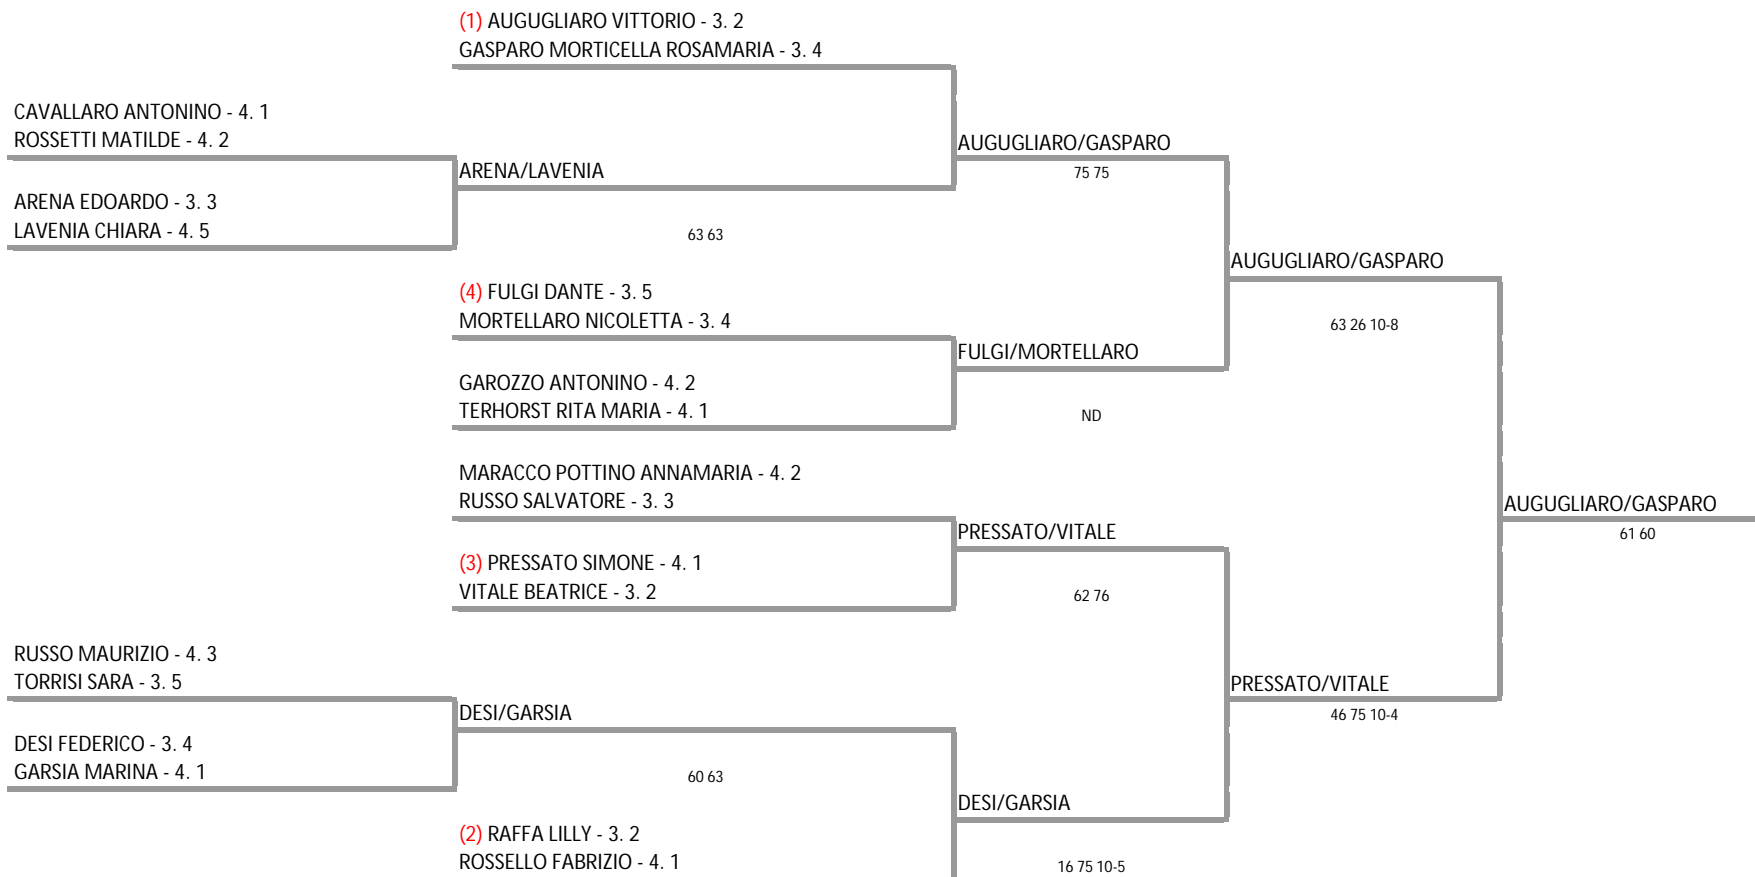 (1) AUGUGLIARO VITTORIO - 3. 2
GASPARO MORTICELLA ROSAMARIA - 3. 4
CAVALLARO ANTONINO - 4. 1
ROSSETTI MATILDE - 4. 2
AUGUGLIARO/GASPARO
75 75
ARENA/LAVENIA
ARENA EDOARDO - 3. 3
LAVENIA CHIARA - 4. 5
63 63
AUGUGLIARO/GASPARO
(4) FULGI DANTE - 3. 5
MORTELLARO NICOLETTA - 3. 4
63 26 10-8
FULGI/MORTELLARO
GAROZZO ANTONINO - 4. 2
TERHORST RITA MARIA - 4. 1
ND
MARACCO POTTINO ANNAMARIA - 4. 2
RUSSO SALVATORE - 3. 3
AUGUGLIARO/GASPARO
61 60
PRESSATO/VITALE
(3) PRESSATO SIMONE - 4. 1
VITALE BEATRICE - 3. 2
62 76
RUSSO MAURIZIO - 4. 3
TORRISI SARA - 3. 5
PRESSATO/VITALE
46 75 10-4
DESI/GARSIA
DESI FEDERICO - 3. 4
GARSIA MARINA - 4. 1
60 63
DESI/GARSIA
(2) RAFFA LILLY - 3. 2
ROSSELLO FABRIZIO - 4. 1
16 75 10-5